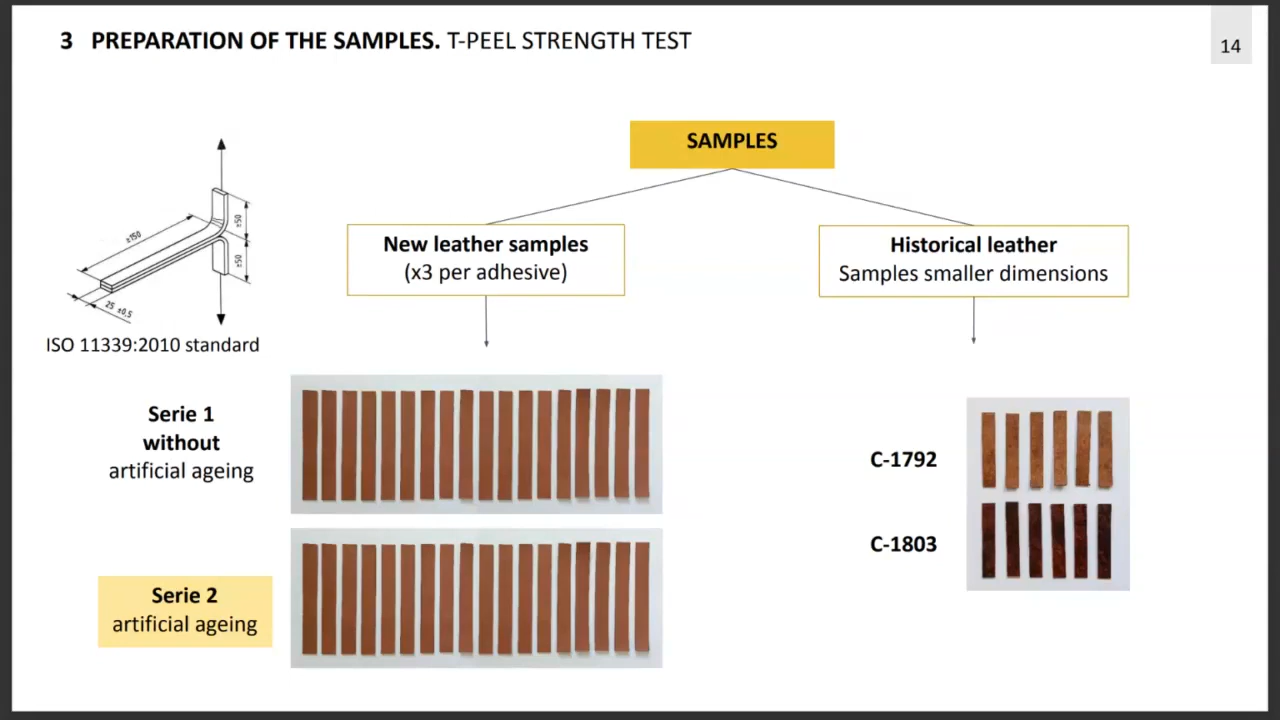 3 PREPARATION OF THE SAMPLES. T-PEEL STRENGTH TEST
14
SAMPLES
New leather samples
(x3 per adhesive)
Historical leather
Samples smaller dimensions
±150
±50
±50
25 ±0.5
ISO 11339:2010 standard
Serie 1
without
artificial ageing
Serie 2
artificial ageing
C-1792
C-1803